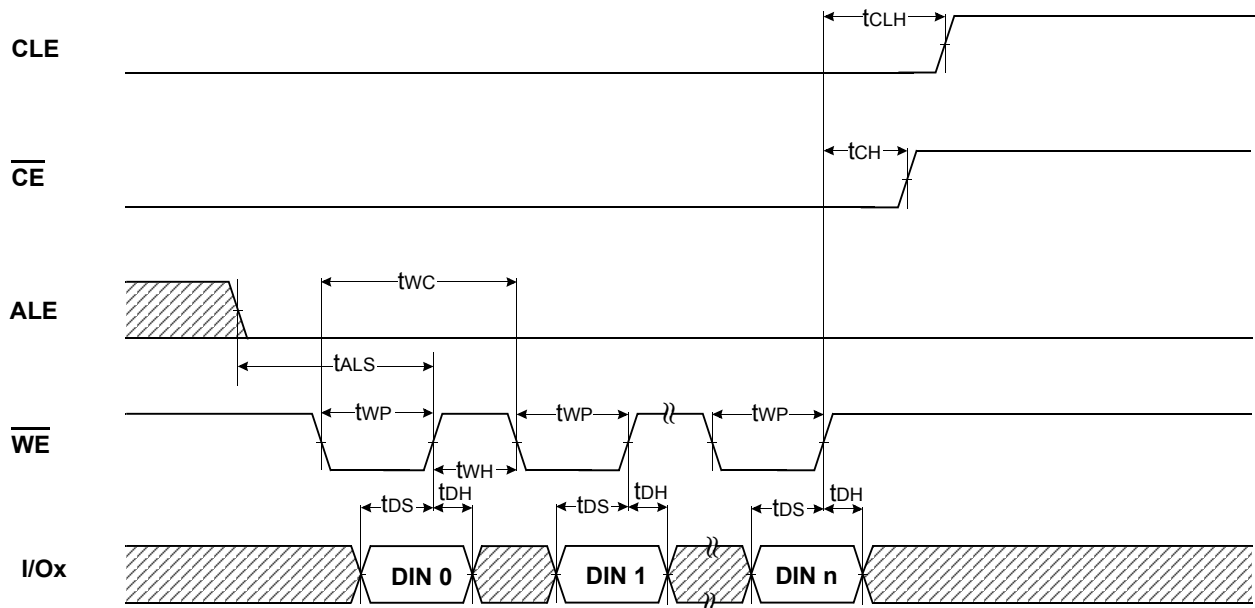 tCLH
CLE
tCH
CE
tWC
ALE
tALS
tWP
tWP
tWP
WE
tWH
tDS
tDH
tDS
tDH
tDS
tDH
I/Ox
DIN 0
DIN 1
DIN n